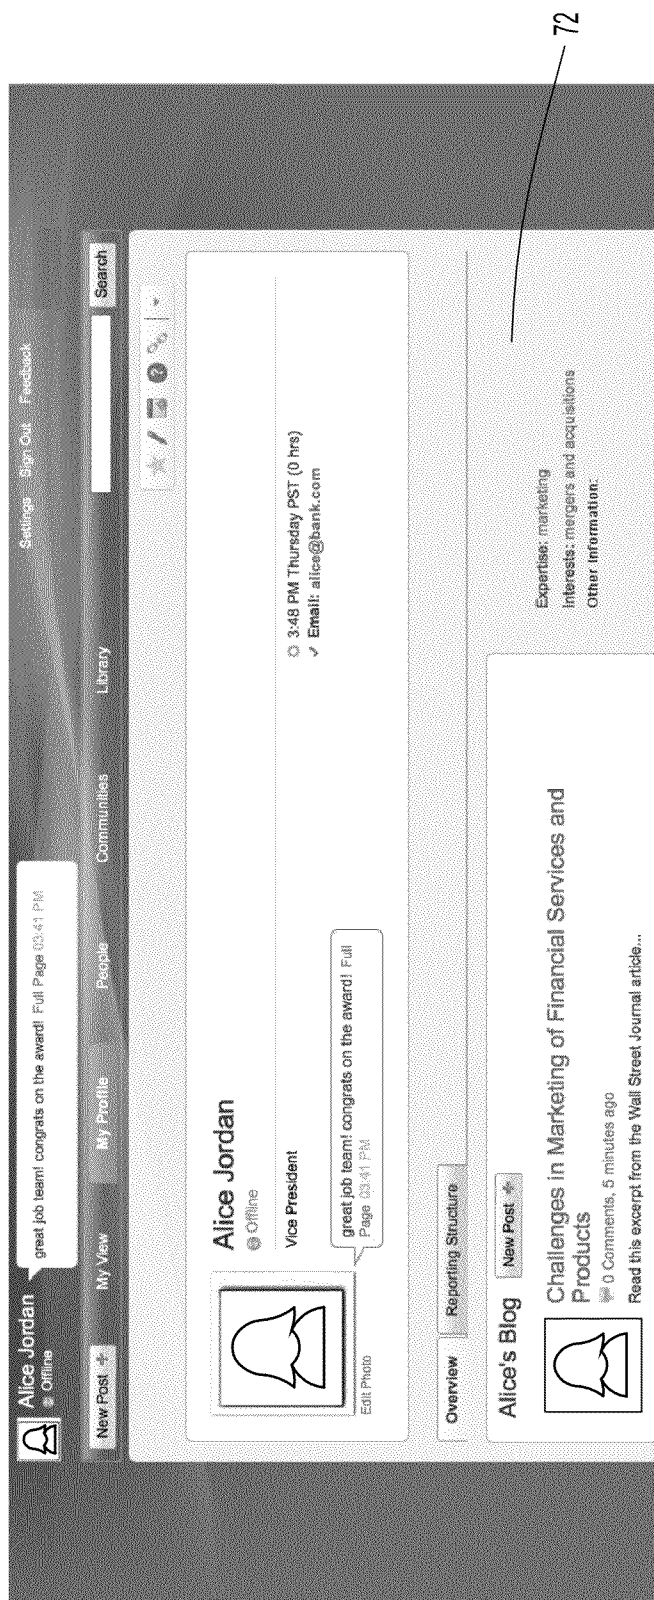 72
Settings Sign Out Feedback
Alice Jordan
Offline
great job team! congrats on the award! Full Page 03:41 PM
New Post +
My View
My Profile
People
Communities
Library
Search
Alice Jordan
Offline
Vice President
great job team! congrats on the award! Full
Page 03:41 PM
Edit Photo
3:48 PM Thursday PST (0 hrs)
Email: alice@bank.com
Overview
Reporting Structure
Alice's Blog
New Post +
Challenges in Marketing of Financial Services and
Products
0 Comments, 5 minutes ago
Read this excerpt from the Wall Street Journal article...
Expertise: marketing
Interests: mergers and acquisitions
Other Information: